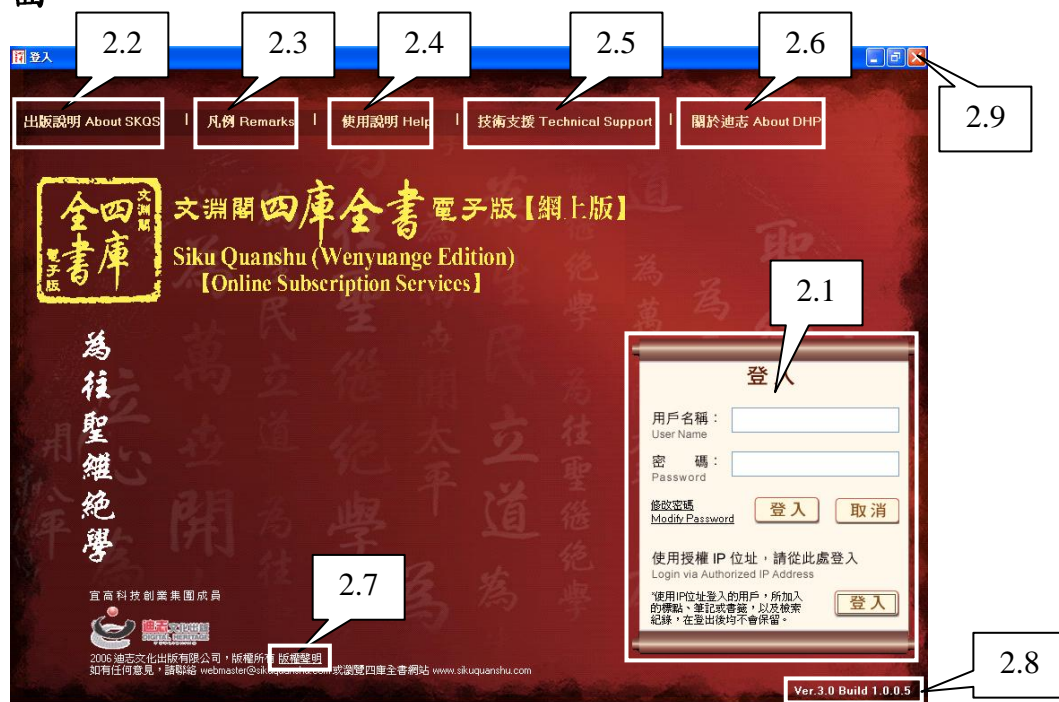 面
2.2
2.3
2.4
2.5
2.6
登入
2.9
出版說明 About SKQS | 凡例 Remarks | 使用說明 Help | 技術支援 Technical Support | 關於迪志 About DHP
文淵閣
四庫全書
電子版
文淵閣四庫全書電子版【網上版】
Siku Quanshu (Wenyuange Edition)
【Online Subscription Services】
2.1
為往聖繼絕學
登入
用戶名稱：
User Name
密　碼：
Password
修改密碼
Modify Password
登入
取消
使用授權 IP 位址，請從此處登入
Login via Authorized IP Address
*使用IP位址登入的用戶，所加入
的標點、筆記或書籤，以及檢索
紀錄，在登出後均不會保留。
登入
2.7
宜高科技創業集團成員
迪志文化出版
DIGITAL HERITAGE
2006 迪志文化出版有限公司，版權所有 版權聲明
如有任何意見，請聯絡 webmaster@sikuquanshu.com 或瀏覽四庫全書網站 www.sikuquanshu.com
2.8
Ver.3.0 Build 1.0.0.5